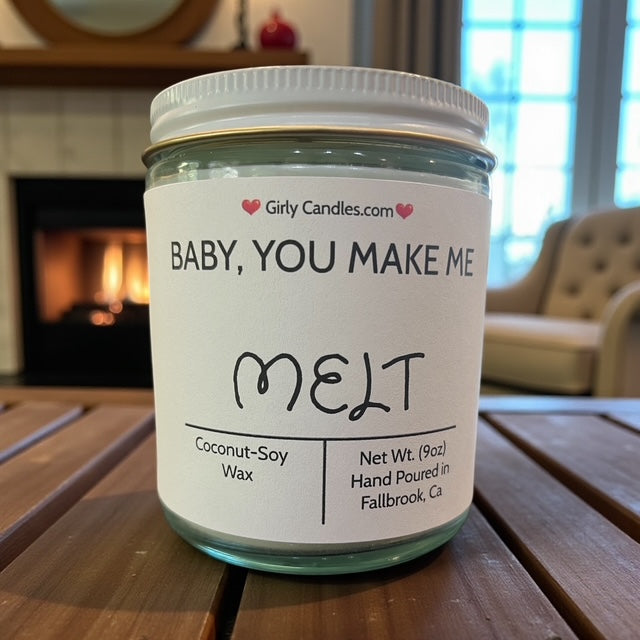 ❤️ Girly Candles.com ❤️
BABY, YOU MAKE ME
MELT
Coconut-Soy
Wax
Net Wt. (9oz)
Hand Poured in
Fallbrook, Ca